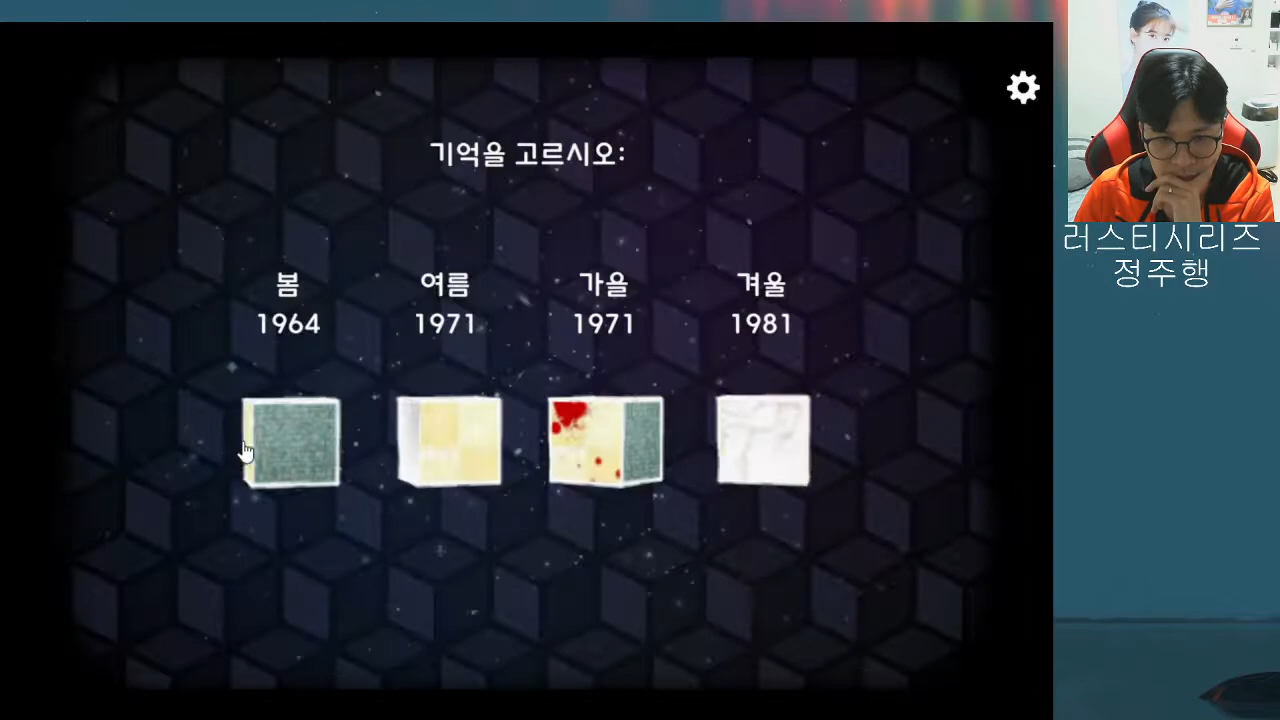 기억을 고르시오:
봄
1964
여름
1971
가을
1971
겨울
1981
러스티시리즈
정주행